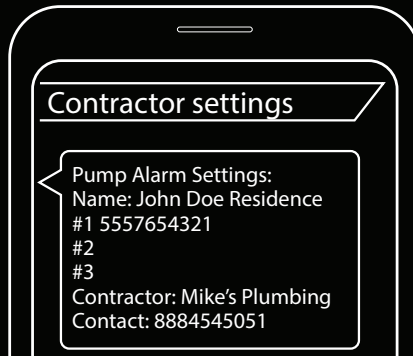 Contractor settings
Pump Alarm Settings:
Name: John Doe Residence
#1 5557654321
#2
#3
Contractor: Mike’s Plumbing
Contact: 8884545051